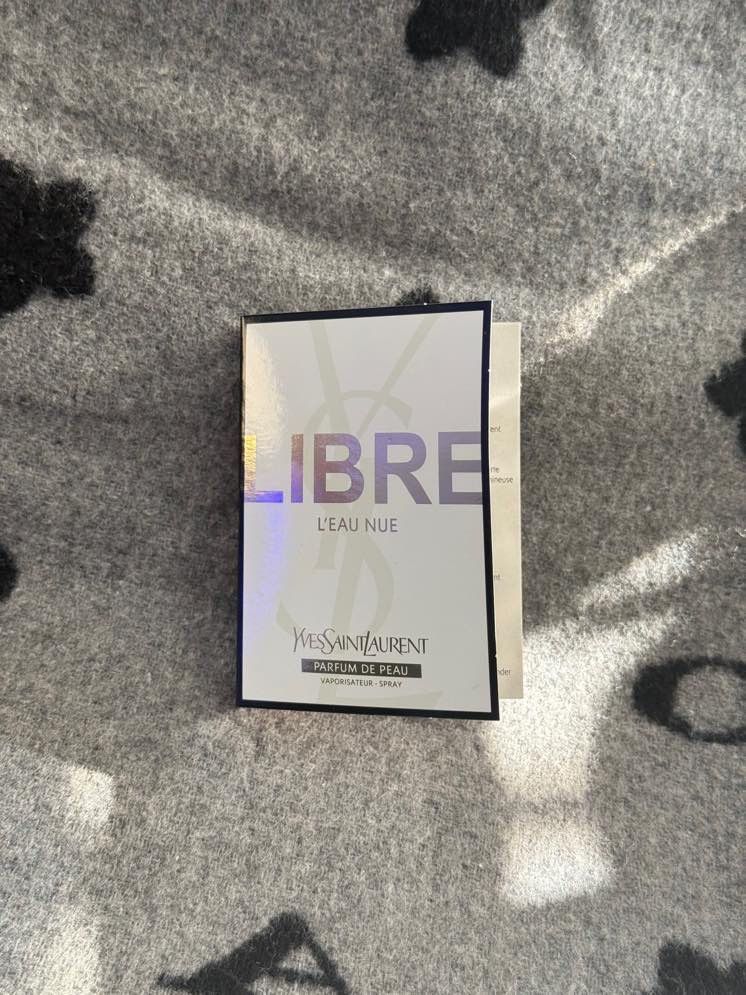 LIBRE
L'EAU NUE
YVESSAINTLAURENT
PARFUM DE PEAU
VAPORISATEUR - SPRAY